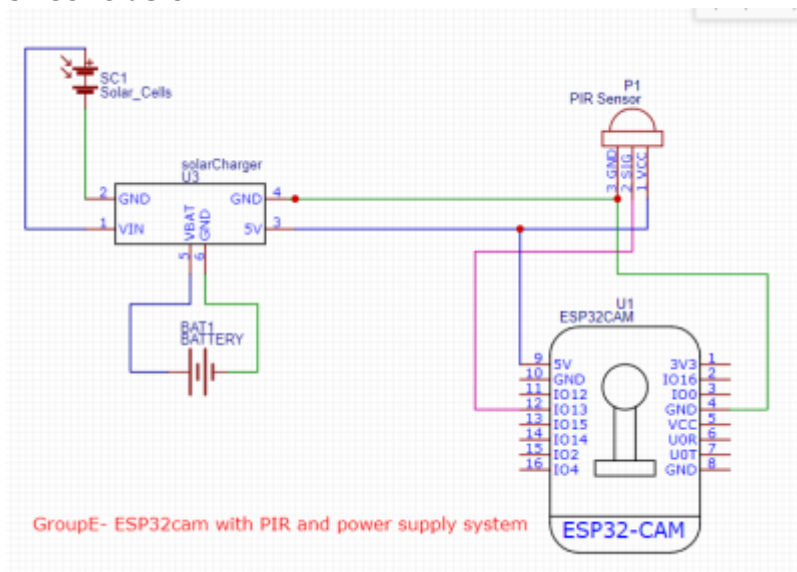 SC1
Solar_Cells
P1
PIR Sensor
3 GND
2 SIG
1 VCC
solarCharger
U3
2 GND
1 VIN
GND 4
5V 3
VBAT 5
GND 6
BAT1
BATTERY
U1
ESP32CAM
9 5V
10 GND
11 IO12
12 IO13
13 IO15
14 IO14
15 IO2
16 IO4
3V3 1
IO16 2
IO0 3
GND 4
VCC 5
U0R 6
U0T 7
GND 8
GroupE- ESP32cam with PIR and power supply system
ESP32-CAM